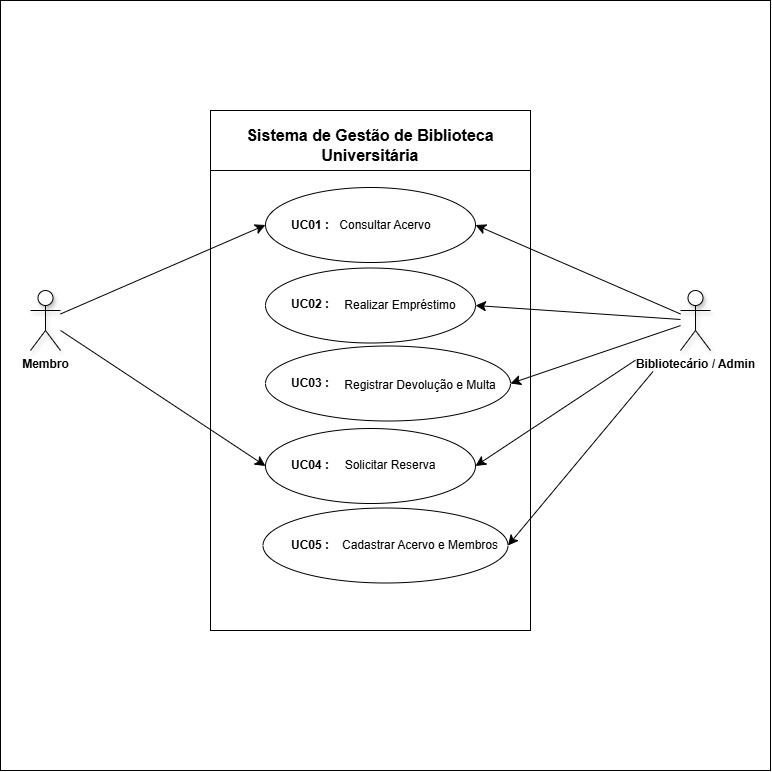 Sistema de Gestão de Biblioteca
Universitária
UC01 : Consultar Acervo
UC02 : Realizar Empréstimo
UC03 : Registrar Devolução e Multa
UC04 : Solicitar Reserva
UC05 : Cadastrar Acervo e Membros
Membro
Bibliotecário / Admin